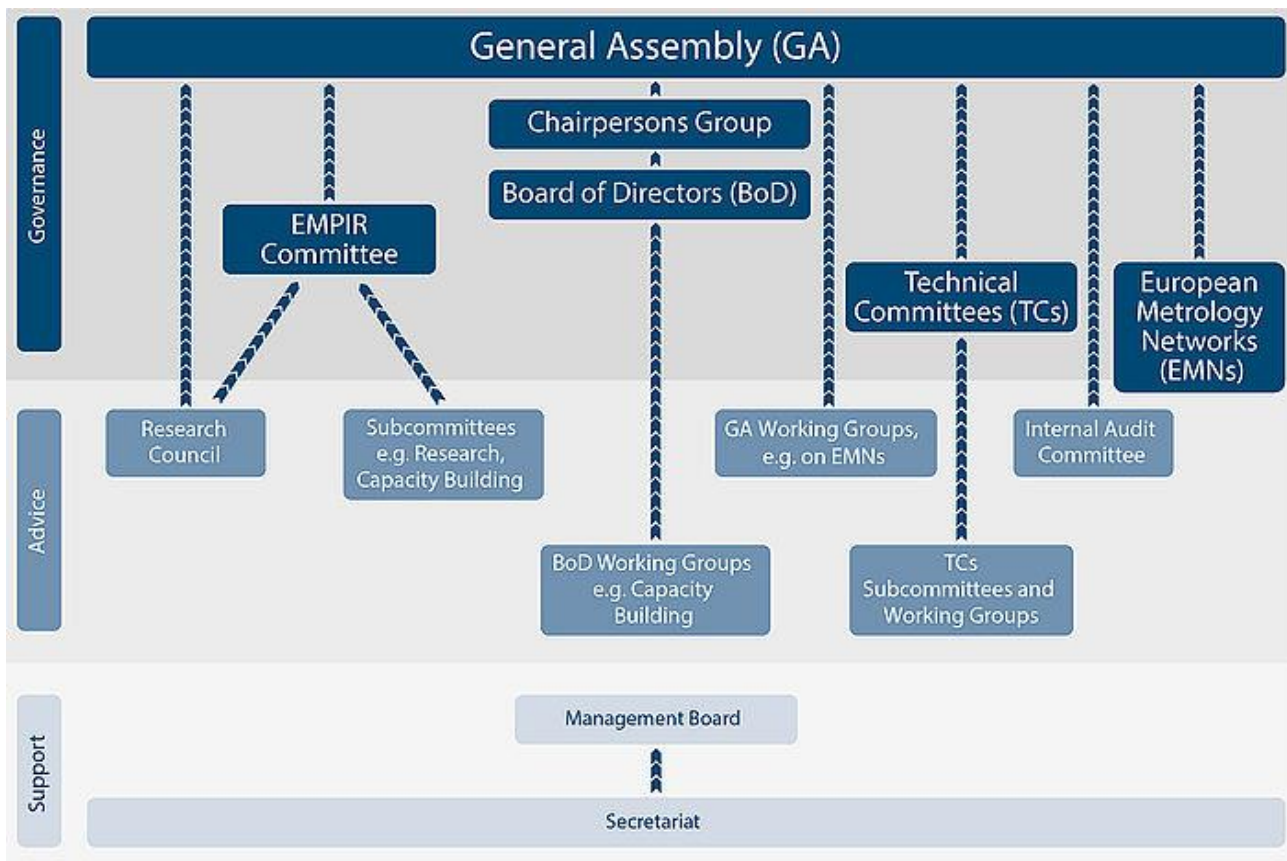 General Assembly (GA)
Governance
Chairpersons Group
Board of Directors (BoD)
EMPIR
Committee
Technical
Committees (TCs)
European
Metrology
Networks
(EMNs)
Advice
Research
Council
Subcommittees
e.g. Research,
Capacity Building
GA Working Groups,
e.g. on EMNs
Internal Audit
Committee
BoD Working Groups
e.g. Capacity
Building
TCs
Subcommittees and
Working Groups
Support
Management Board
Secretariat